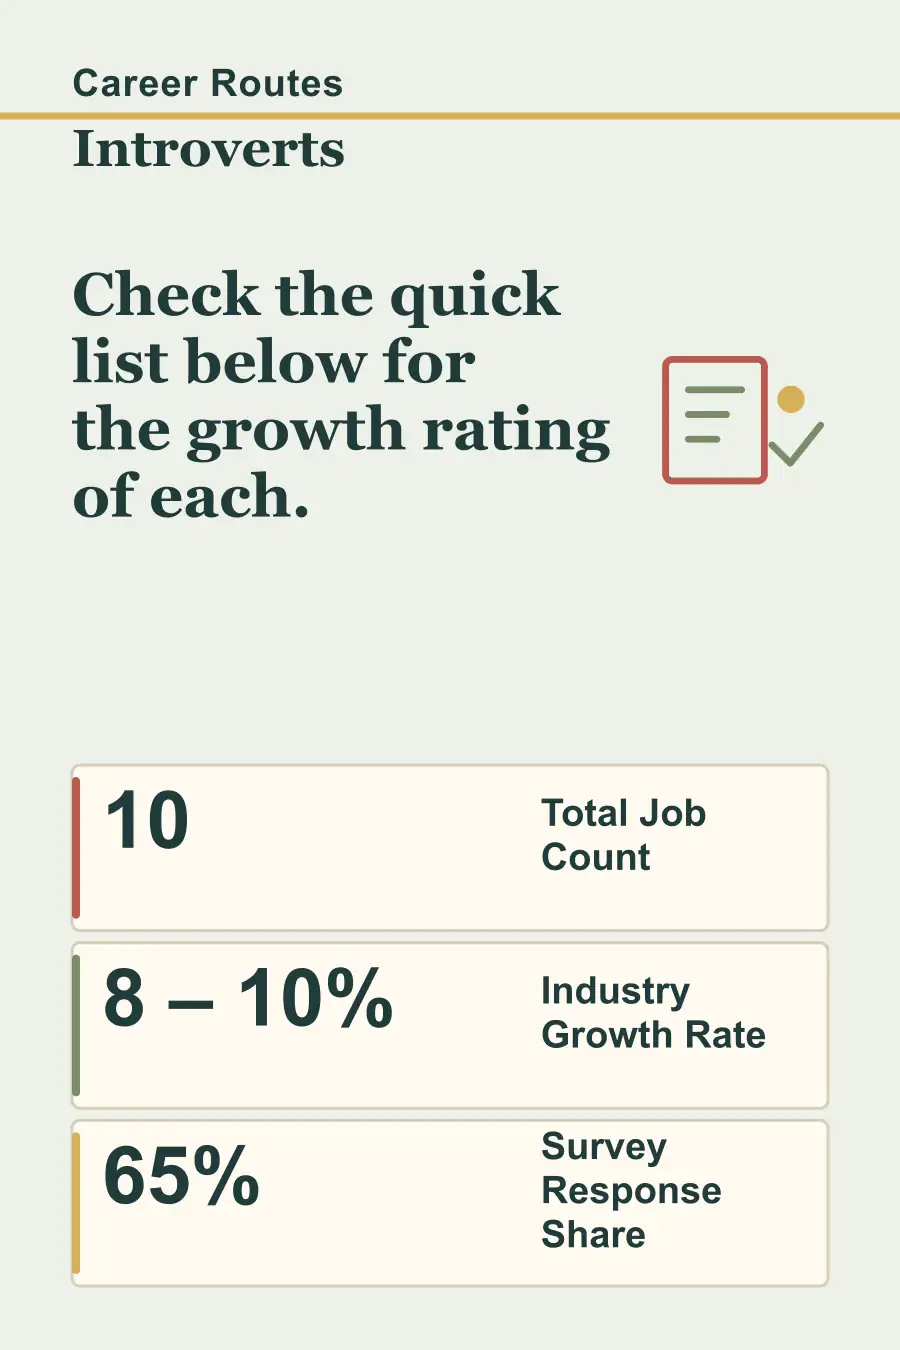 Career Routes
Introverts
Check the quick
list below for
the growth rating
of each.
10
Total Job
Count
8 – 10%
Industry
Growth Rate
65%
Survey
Response
Share